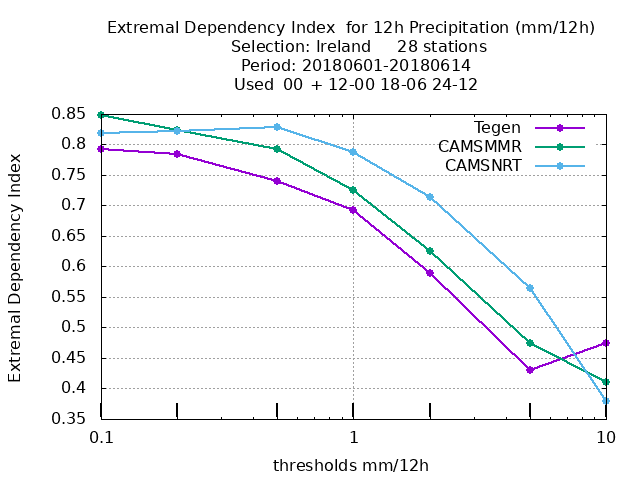 Extremal Dependency Index  for 12h Precipitation (mm/12h)
Selection: Ireland     28 stations
Period: 20180601-20180614
Used  00  + 12-00 18-06 24-12
Tegen
CAMSMMR
CAMSNRT
Extremal Dependency Index
0.85
0.8
0.75
0.7
0.65
0.6
0.55
0.5
0.45
0.4
0.35
0.1 1 10
thresholds mm/12h